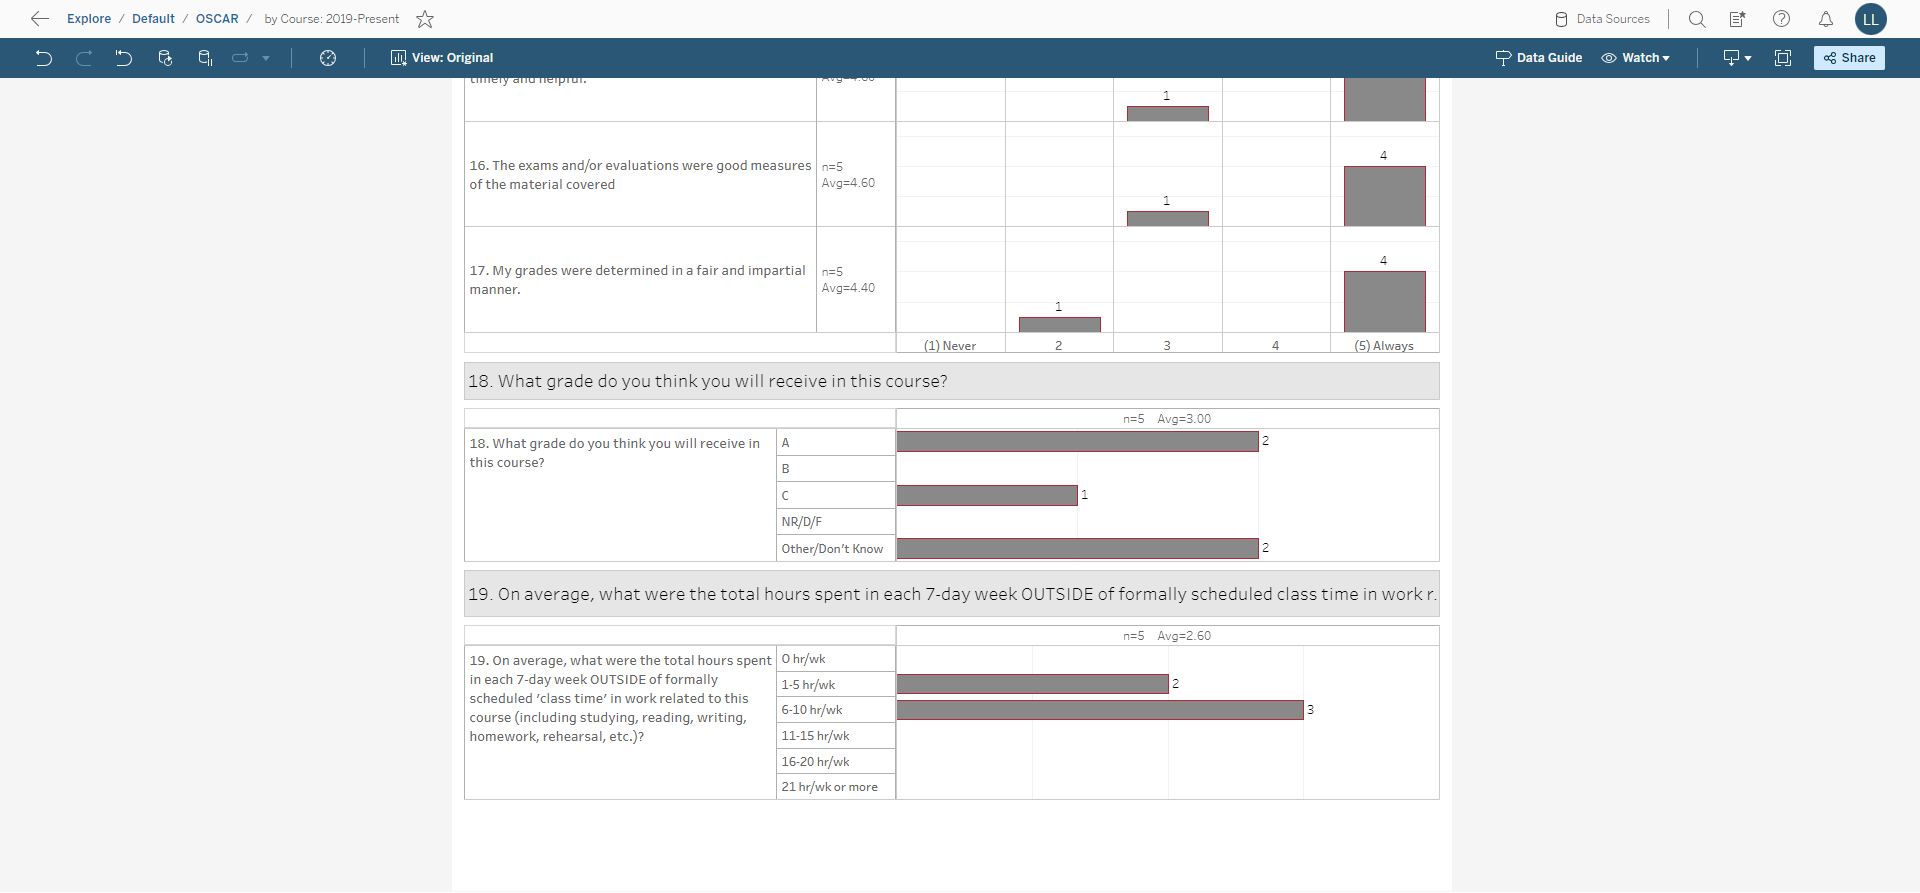 Explore / Default / OSCAR / by Course: 2019-Present
Data Sources
LL
View: Original
Data Guide
Watch
Share
timely and helpful.
1
16. The exams and/or evaluations were good measures
of the material covered
n=5
Avg=4.60
1
4
17. My grades were determined in a fair and impartial
manner.
n=5
Avg=4.40
1
4
(1) Never
2
3
4
(5) Always
18. What grade do you think you will receive in this course?
n=5 Avg=3.00
18. What grade do you think you will receive in
this course?
A
2
B
C
1
NR/D/F
Other/Don't Know
2
19. On average, what were the total hours spent in each 7-day week OUTSIDE of formally scheduled class time in work r.
n=5 Avg=2.60
19. On average, what were the total hours spent
in each 7-day week OUTSIDE of formally
scheduled ‘class time’ in work related to this
course (including studying, reading, writing,
homework, rehearsal, etc.)?
0 hr/wk
1-5 hr/wk
2
6-10 hr/wk
3
11-15 hr/wk
16-20 hr/wk
21 hr/wk or more